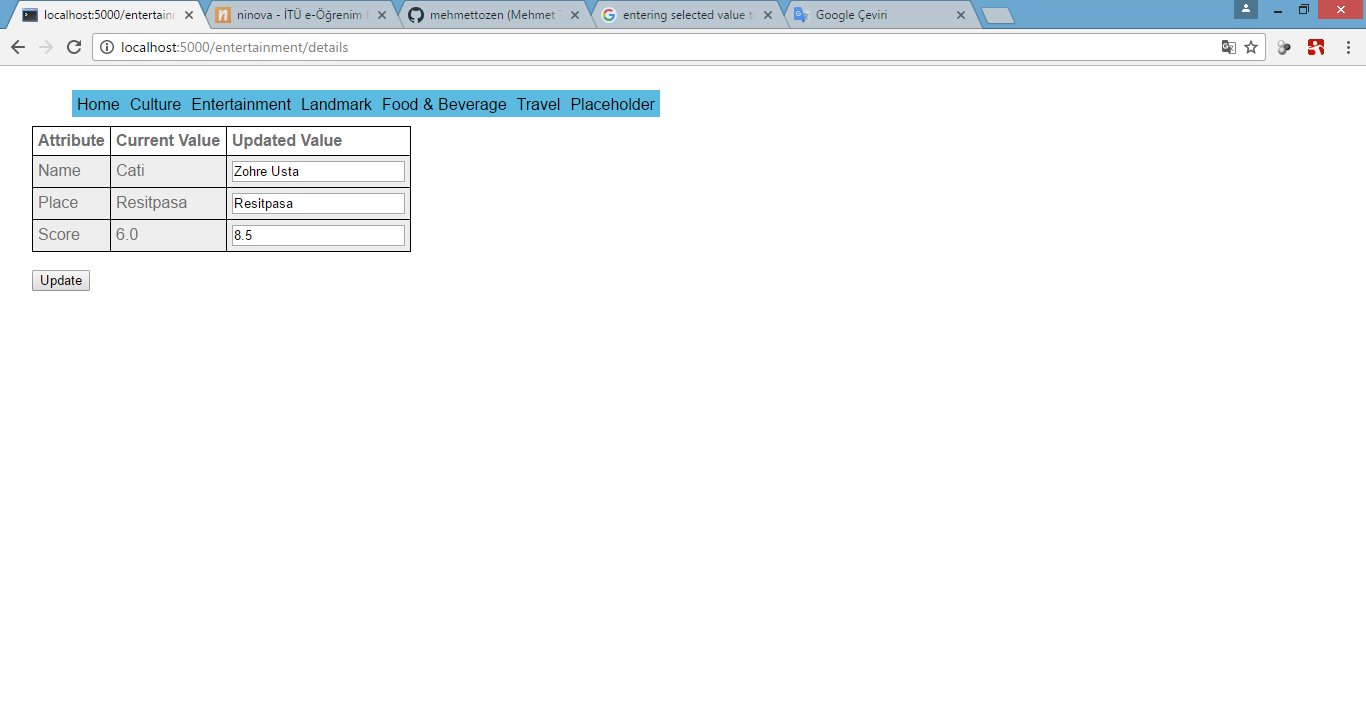 localhost:5000/entertain ninova - İTÜ e-Öğrenim mehmettozen (Mehmet entering selected value Google Çeviri
localhost:5000/entertainment/details
Home Culture Entertainment Landmark Food & Beverage Travel Placeholder
Attribute Current Value Updated Value
Name Cati Zohre Usta
Place Resitpasa Resitpasa
Score 6.0 8.5
Update